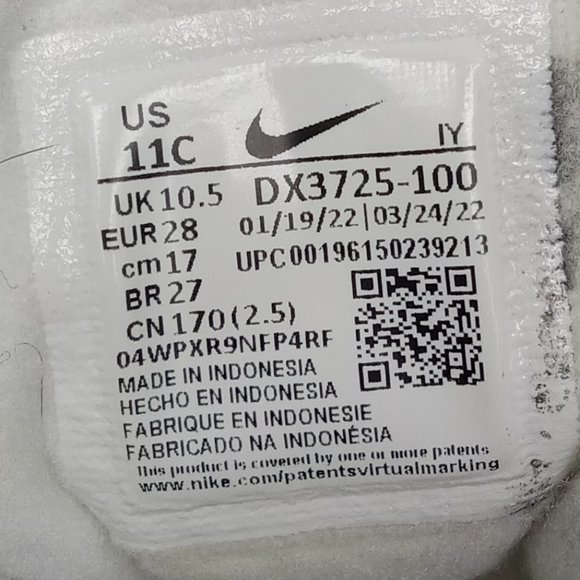 US
11C
IY
UK 10.5
DX3725-100
EUR 28
01/19/22|03/24/22
cm 17
UPC00196150239213
BR 27
CN 170 (2.5)
04WPXR9NFP4RF
MADE IN INDONESIA
HECHO EN INDONESIA
FABRIQUE EN INDONESIE
FABRICADO NA INDONÉSIA
This product is covered by one or more patents
www.nike.com/patentsvirtualmarking